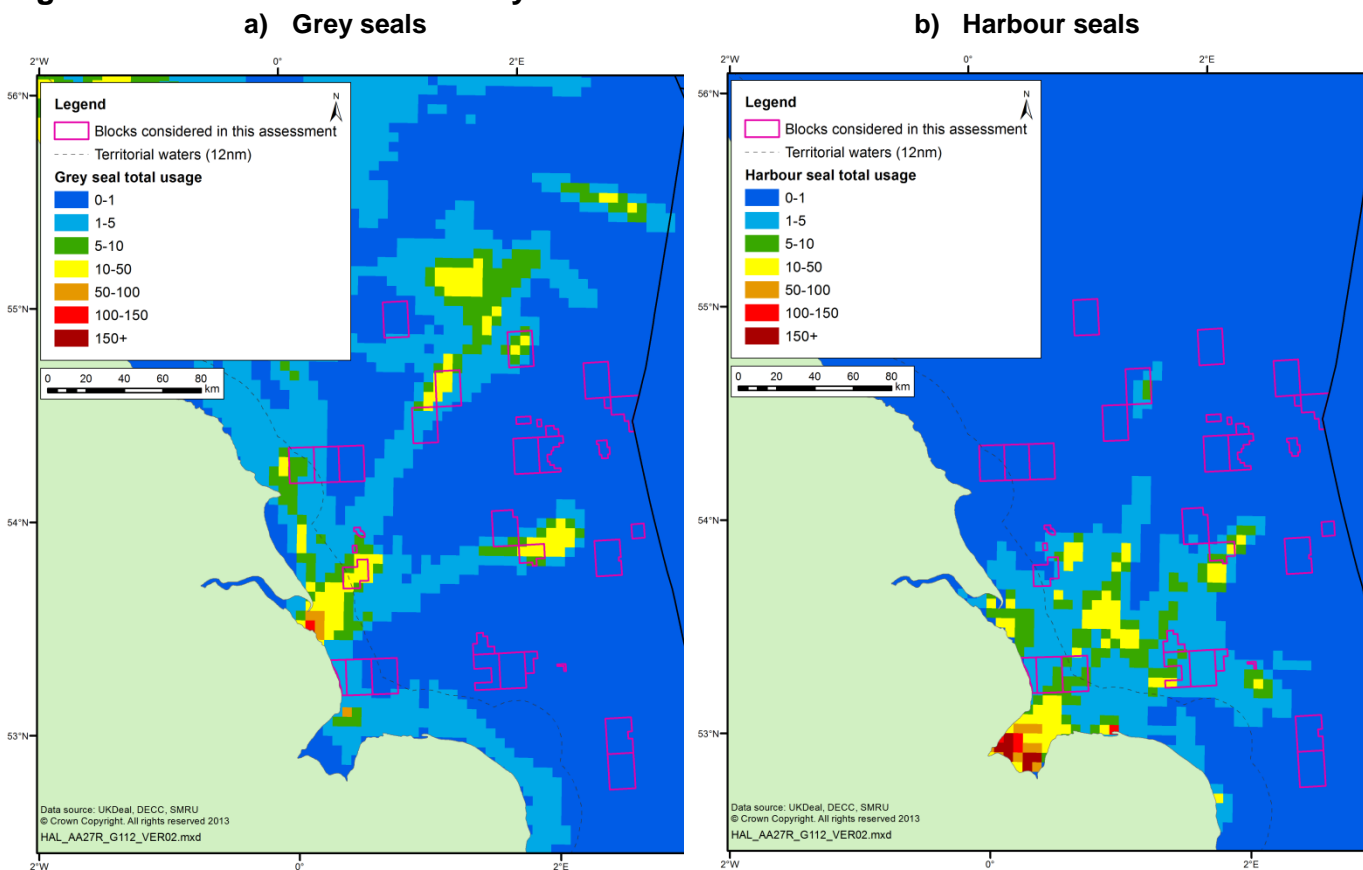 a) Grey seals
2°W 0° 2°E
56°N
55°N
54°N
53°N
Legend
N
Blocks considered in this assessment
Territorial waters (12nm)
Grey seal total usage
0-1
1-5
5-10
10-50
50-100
100-150
150+
0 20 40 60 80
km
Data source: UKDeal, DECC, SMRU
© Crown Copyright. All rights reserved 2013
HAL_AA27R_G112_VER02.mxd
2°W 0° 2°E
b) Harbour seals
2°W 0° 2°E
56°N
55°N
54°N
53°N
Legend
N
Blocks considered in this assessment
Territorial waters (12nm)
Harbour seal total usage
0-1
1-5
5-10
10-50
50-100
100-150
150+
0 20 40 60 80
km
Data source: UKDeal, DECC, SMRU
© Crown Copyright. All rights reserved 2013
HAL_AA27R_G112_VER02.mxd
2°W 0° 2°E